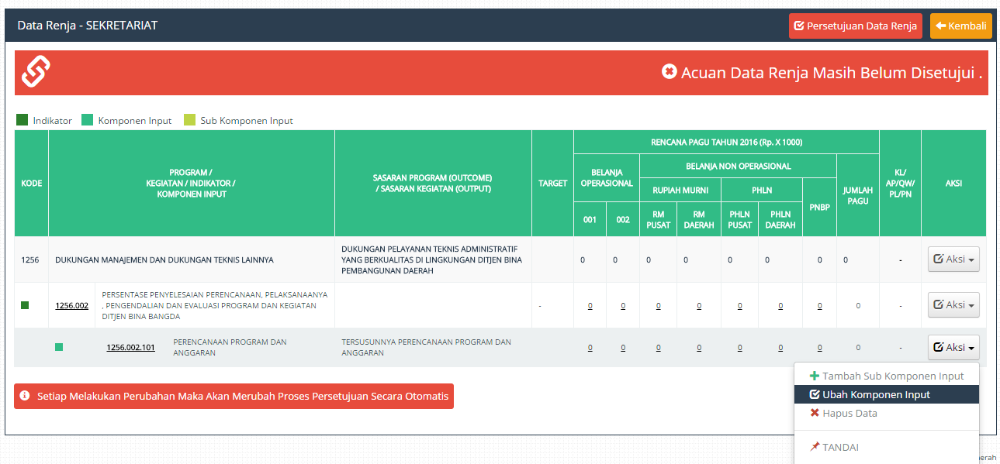 Data Renja - SEKRETARIAT
Persetujuan Data Renja
Kembali
Acuan Data Renja Masih Belum Disetujui .
Indikator
Komponen Input
Sub Komponen Input
KODE
PROGRAM /
KEGIATAN / INDIKATOR /
KOMPONEN INPUT
SASARAN PROGRAM (OUTCOME)
/ SASARAN KEGIATAN (OUTPUT)
TARGET
RENCANA PAGU TAHUN 2016 (Rp. X 1000)
BELANJA
OPERASIONAL
BELANJA NON OPERASIONAL
RUPIAH MURNI
PHLN
PNBP
JUMLAH
PAGU
001
002
RM
PUSAT
RM
DAERAH
PHLN
PUSAT
PHLN
DAERAH
KL/
AP/QW/
PL/PN
AKSI
1256
DUKUNGAN MANAJEMEN DAN DUKUNGAN TEKNIS LAINNYA
DUKUNGAN PELAYANAN TEKNIS ADMINISTRATIF
YANG BERKUALITAS DI LINGKUNGAN DITJEN BINA
PEMBANGUNAN DAERAH
0 0 0 0 0 0 0 0 -
Aksi
1256.002
PERSENTASE PENYELESAIAN PERENCANAAN, PELAKSANAANYA
, PENGENDALIAN DAN EVALUASI PROGRAM DAN KEGIATAN
DITJEN BINA BANGDA
- 0 0 0 0 0 0 0 0 -
Aksi
1256.002.101
PERENCANAAN PROGRAM DAN
ANGGARAN
TERSUSUNNYA PERENCANAAN PROGRAM DAN
ANGGARAN
0 0 0 0 0 0 0 0 -
Aksi
Tambah Sub Komponen Input
Ubah Komponen Input
Hapus Data
TANDAI
Setiap Melakukan Perubahan Maka Akan Merubah Proses Persetujuan Secara Otomatis